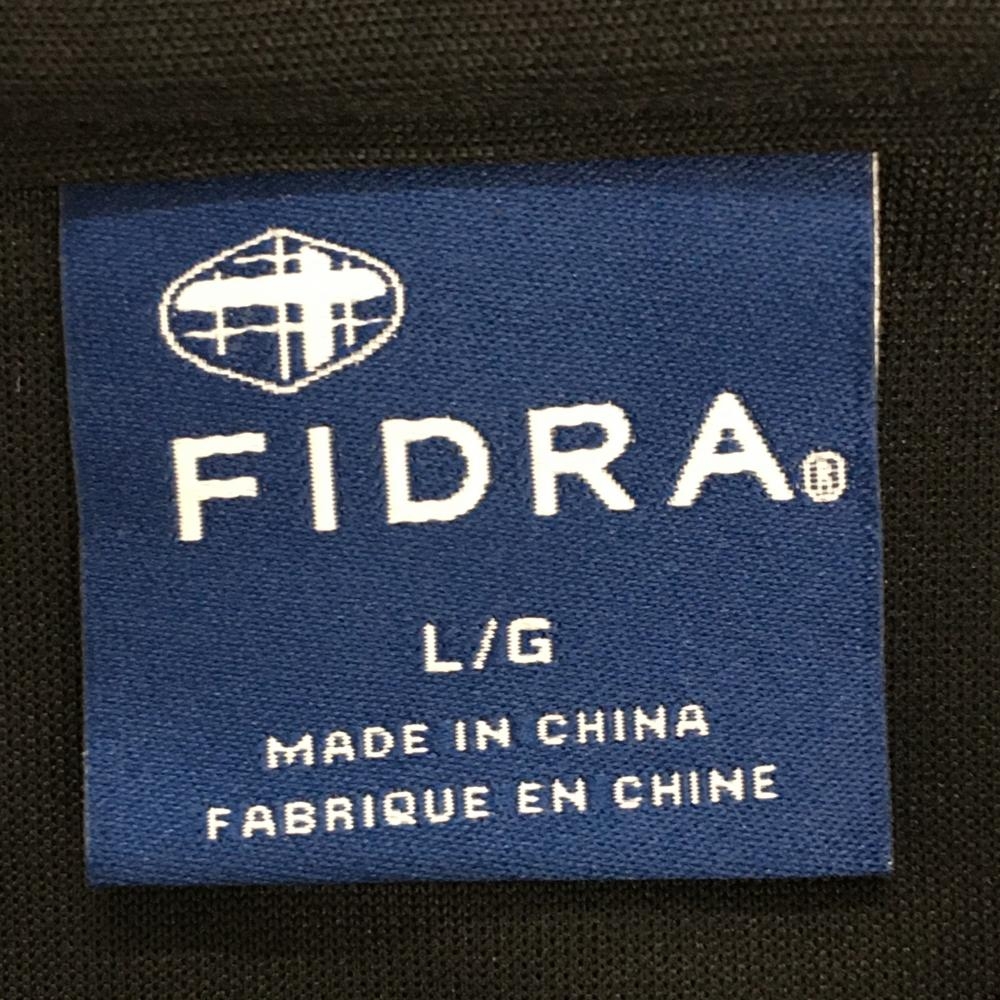 FIDRA®
L/G
MADE IN CHINA
FABRIQUE EN CHINE